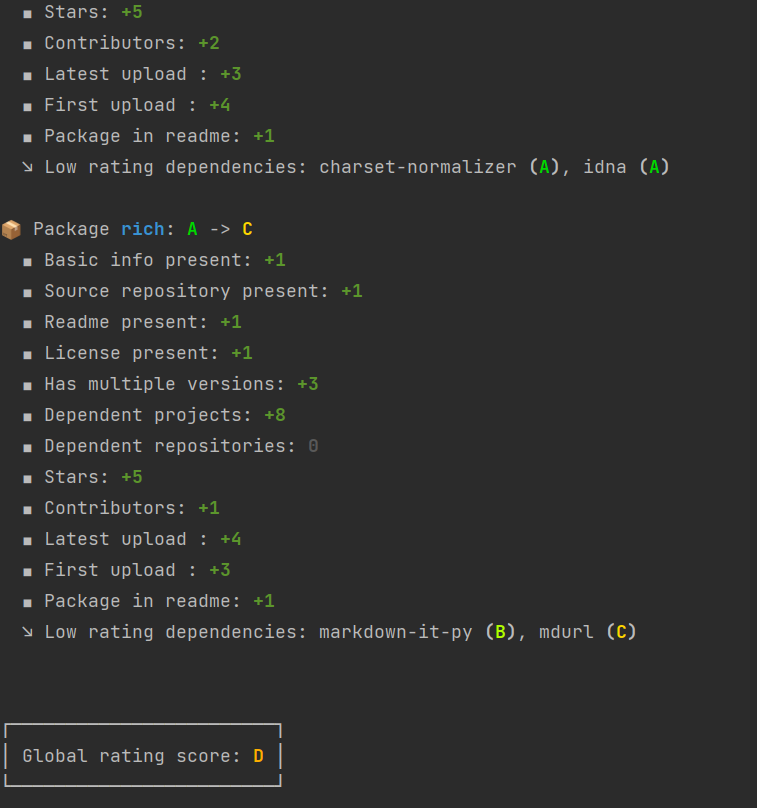 ▪ Stars: +5
▪ Contributors: +2
▪ Latest upload : +3
▪ First upload : +4
▪ Package in readme: +1
↘ Low rating dependencies: charset-normalizer (A), idna (A)
📦 Package rich: A -> C
▪ Basic info present: +1
▪ Source repository present: +1
▪ Readme present: +1
▪ License present: +1
▪ Has multiple versions: +3
▪ Dependent projects: +8
▪ Dependent repositories: 0
▪ Stars: +5
▪ Contributors: +1
▪ Latest upload : +4
▪ First upload : +3
▪ Package in readme: +1
↘ Low rating dependencies: markdown-it-py (B), mdurl (C)
Global rating score: D